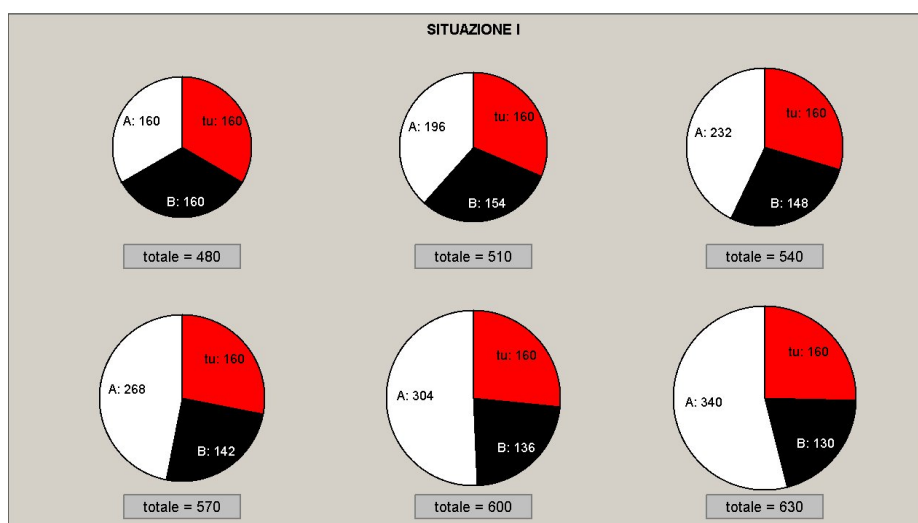 SITUAZIONE I
A: 160
tu: 160
B: 160
totale = 480
A: 196
tu: 160
B: 154
totale = 510
A: 232
tu: 160
B: 148
totale = 540
A: 268
tu: 160
B: 142
totale = 570
A: 304
tu: 160
B: 136
totale = 600
A: 340
tu: 160
B: 130
totale = 630